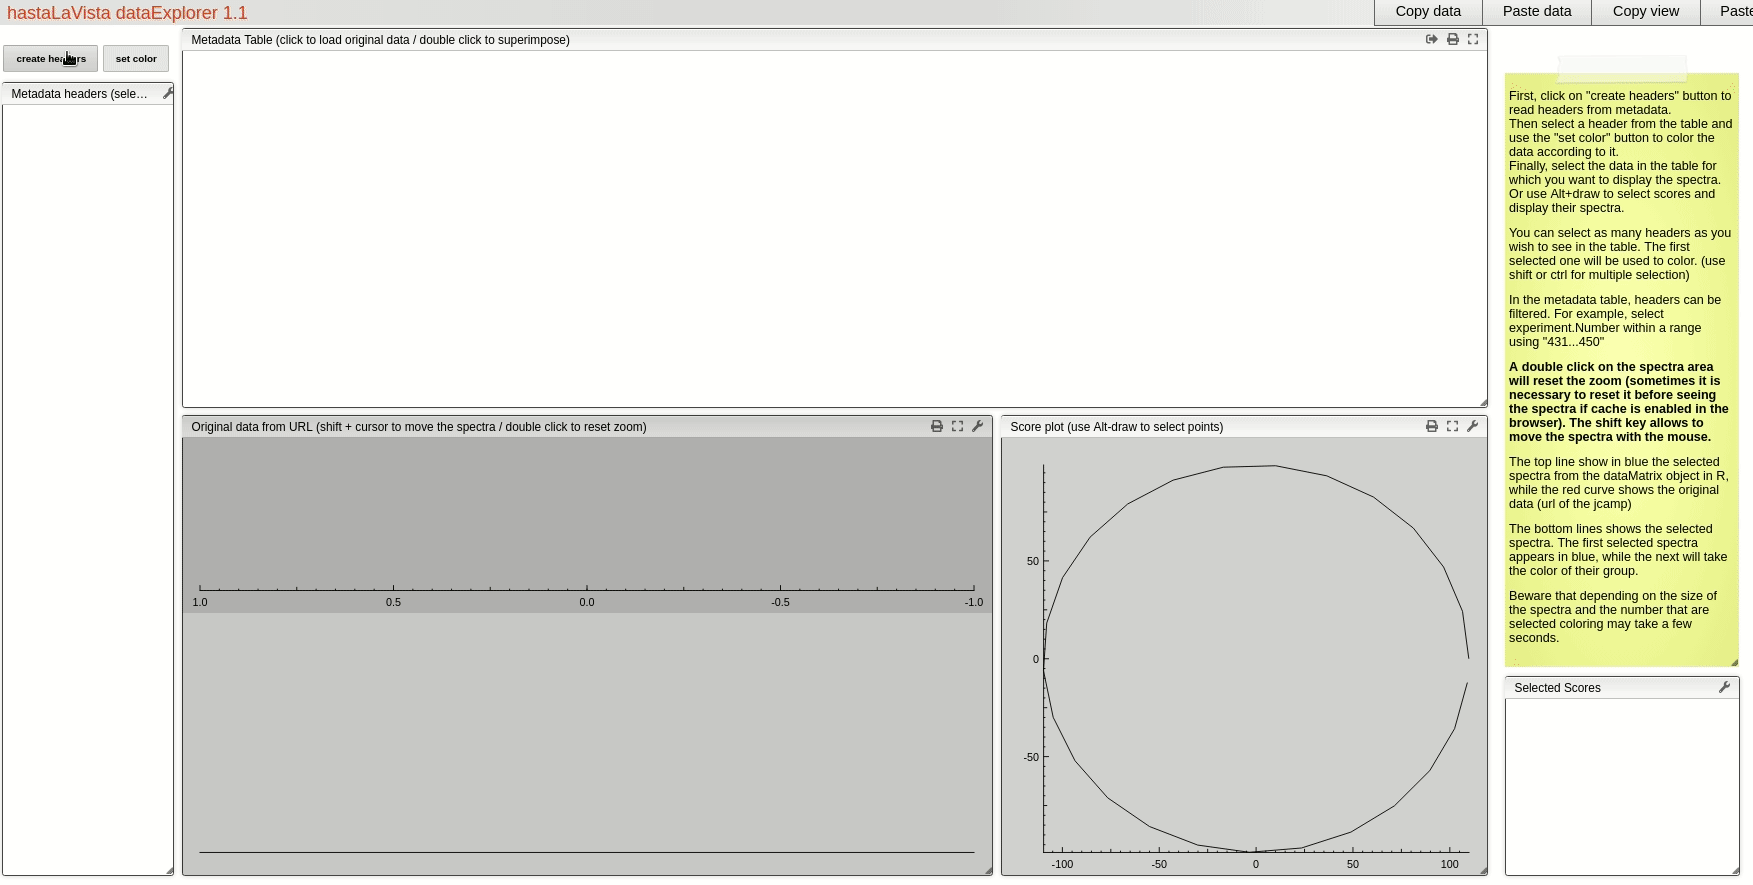 hastaLaVista dataExplorer 1.1
Copy data
Paste data
Copy view
Paste
create headers
set color
Metadata headers (sele…
Metadata Table (click to load original data / double click to superimpose)
First, click on "create headers" button to
read headers from metadata.
Then select a header from the table and
use the "set color" button to color the
data according to it.
Finally, select the data in the table for
which you want to display the spectra.
Or use Alt+draw to select scores and
display their spectra.
You can select as many headers as you
wish to see in the table. The first
selected one will be used to color. (use
shift or ctrl for multiple selection)
In the metadata table, headers can be
filtered. For example, select
experiment.Number within a range
using "431...450"
A double click on the spectra area
will reset the zoom (sometimes it is
necessary to reset it before seeing
the spectra if cache is enabled in the
browser). The shift key allows to
move the spectra with the mouse.
The top line show in blue the selected
spectra from the dataMatrix object in R,
while the red curve shows the original
data (url of the jcamp)
The bottom lines shows the selected
spectra. The first selected spectra
appears in blue, while the next will take
the color of their group.
Beware that depending on the size of
the spectra and the number that are
selected coloring may take a few
seconds.
Original data from URL (shift + cursor to move the spectra / double click to reset zoom)
1.0 0.5 0.0 -0.5 -1.0
Score plot (use Alt-draw to select points)
50
0
-50
-100 -50 0 50 100
Selected Scores